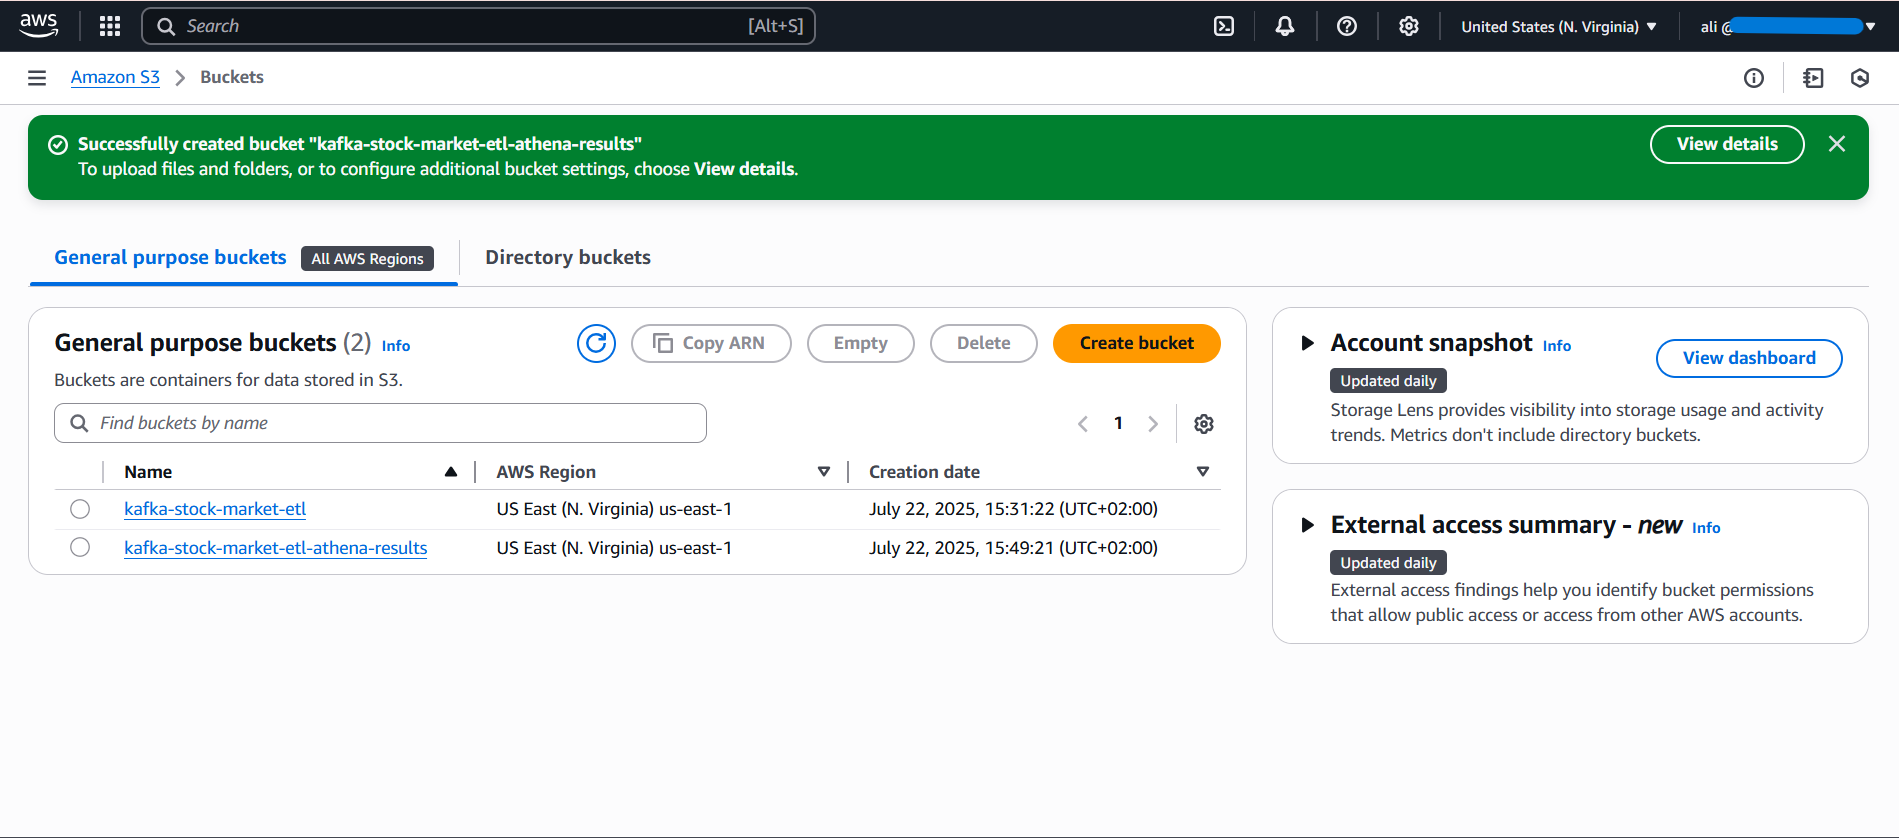 aws
Search [Alt+S]
United States (N. Virginia)
ali @
Amazon S3 > Buckets
Successfully created bucket "kafka-stock-market-etl-athena-results"
To upload files and folders, or to configure additional bucket settings, choose View details.
View details
General purpose buckets All AWS Regions
Directory buckets
General purpose buckets (2) Info
Copy ARN
Empty
Delete
Create bucket
Buckets are containers for data stored in S3.
Find buckets by name
1
Name AWS Region Creation date
kafka-stock-market-etl US East (N. Virginia) us-east-1 July 22, 2025, 15:31:22 (UTC+02:00)
kafka-stock-market-etl-athena-results US East (N. Virginia) us-east-1 July 22, 2025, 15:49:21 (UTC+02:00)
Account snapshot Info
View dashboard
Updated daily
Storage Lens provides visibility into storage usage and activity
trends. Metrics don't include directory buckets.
External access summary - new Info
Updated daily
External access findings help you identify bucket permissions
that allow public access or access from other AWS accounts.